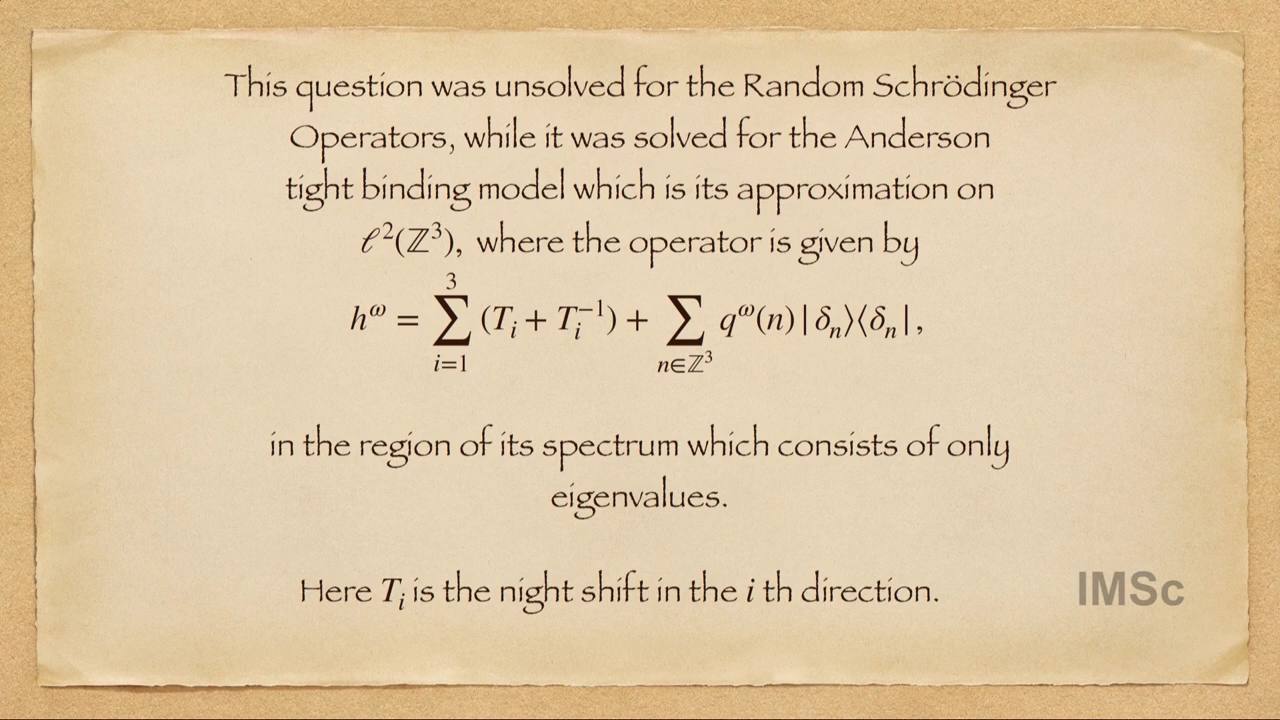 This question was unsolved for the Random Schrödinger
Operators, while it was solved for the Anderson
tight binding model which is its approximation on
ℓ²(ℤ³), where the operator is given by
h^ω = ∑_{i=1}^{3} (T_i + T_i^{-1}) + ∑_{n∈ℤ³} q^ω(n) | δ_n⟩⟨δ_n | ,
in the region of its spectrum which consists of only
eigenvalues.
Here T_i is the night shift in the i th direction.
IMSc